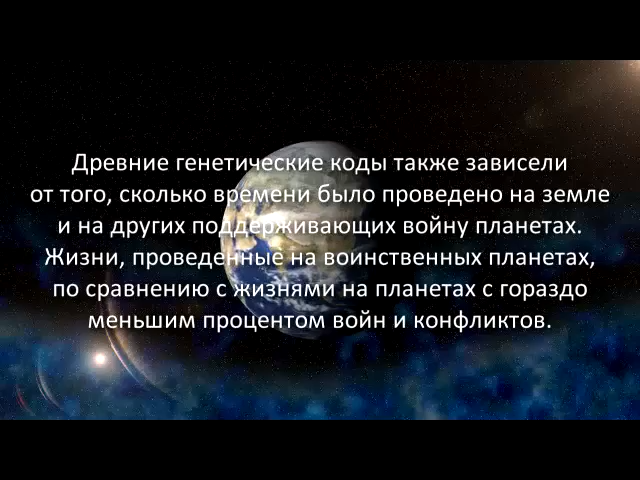 Древние генетические коды также зависели
от того, сколько времени было проведено на земле
и на других поддерживающих войну планетах.
Жизни, проведенные на воинственных планетах,
по сравнению с жизнями на планетах с гораздо
меньшим процентом войн и конфликтов.